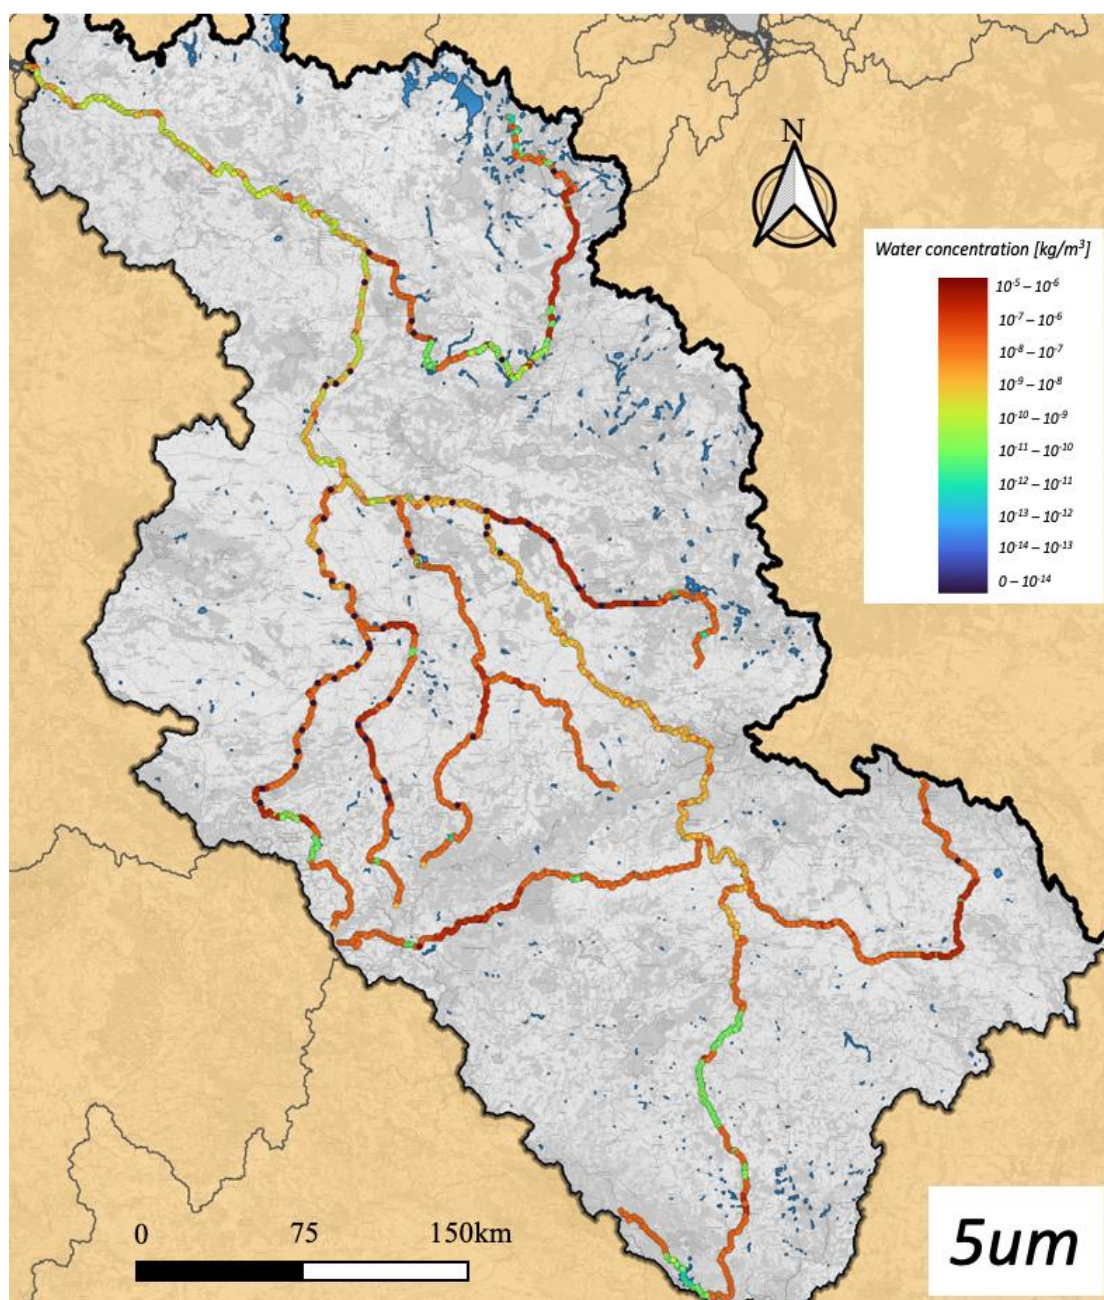 N
Water concentration [kg/m³]
10⁻⁵ – 10⁻⁶
10⁻⁷ – 10⁻⁶
10⁻⁸ – 10⁻⁷
10⁻⁹ – 10⁻⁸
10⁻¹⁰ – 10⁻⁹
10⁻¹¹ – 10⁻¹⁰
10⁻¹² – 10⁻¹¹
10⁻¹³ – 10⁻¹²
10⁻¹⁴ – 10⁻¹³
0 – 10⁻¹⁴
0 75 150km
5um